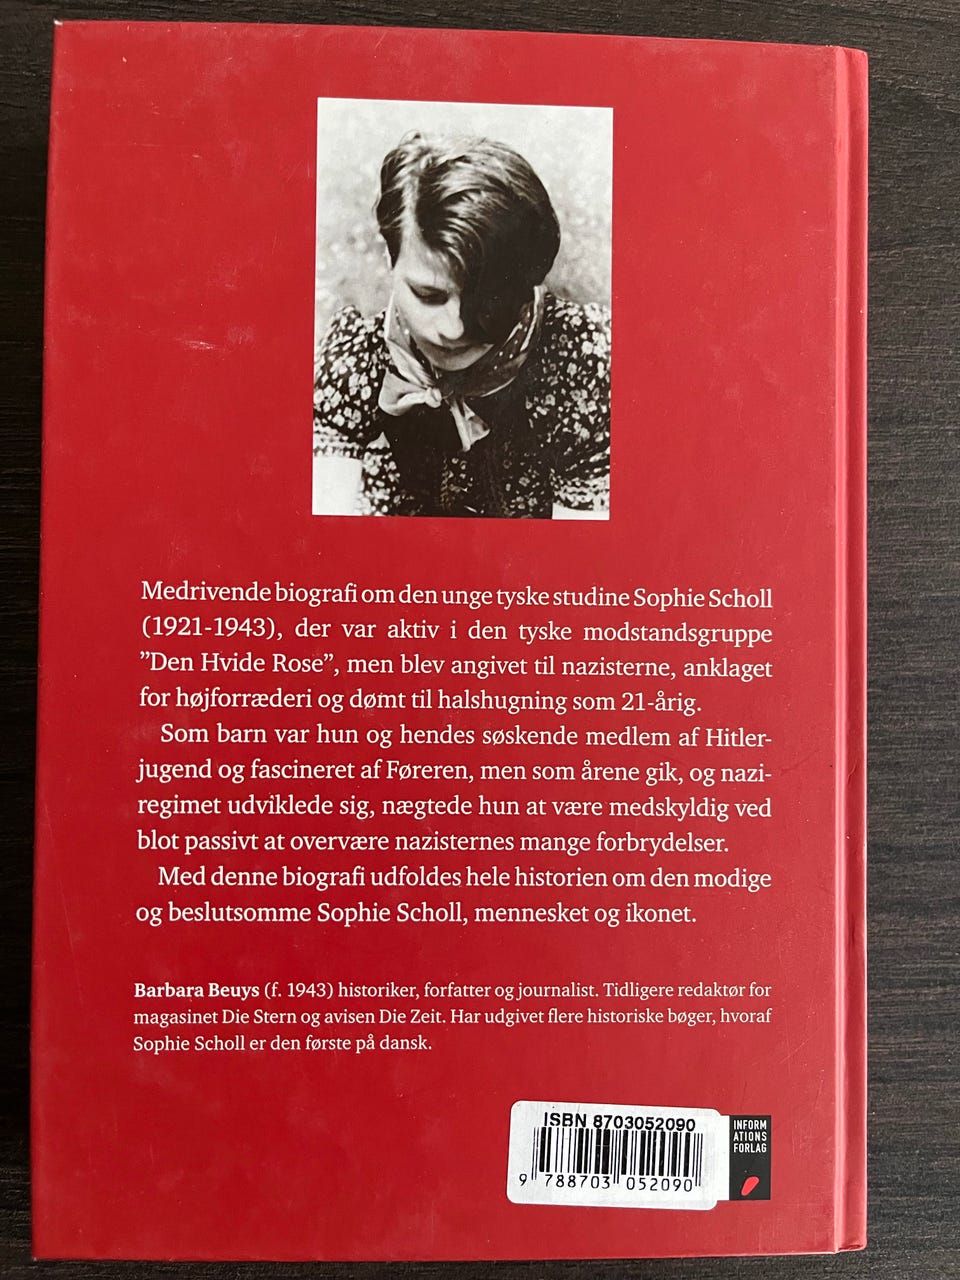 Medrivende biografi om den unge tyske studine Sophie Scholl
(1921-1943), der var aktiv i den tyske modstandsgruppe
”Den Hvide Rose”, men blev angivet til nazisterne, anklaget
for højforræderi og dømt til halshugning som 21-årig.
Som barn var hun og hendes søskende medlem af Hitler-
jugend og fascineret af Føreren, men som årene gik, og nazi-
regimet udviklede sig, nægtede hun at være medskyldig ved
blot passivt at overvære nazisternes mange forbrydelser.
Med denne biografi udfoldes hele historien om den modige
og beslutsomme Sophie Scholl, mennesket og ikonet.
Barbara Beuys (f. 1943) historiker, forfatter og journalist. Tidligere redaktør for
magasinet Die Stern og avisen Die Zeit. Har udgivet flere historiske bøger, hvoraf
Sophie Scholl er den første på dansk.
ISBN 8703052090
9 788703 052090
INFORM
ATIONS
FORLAG